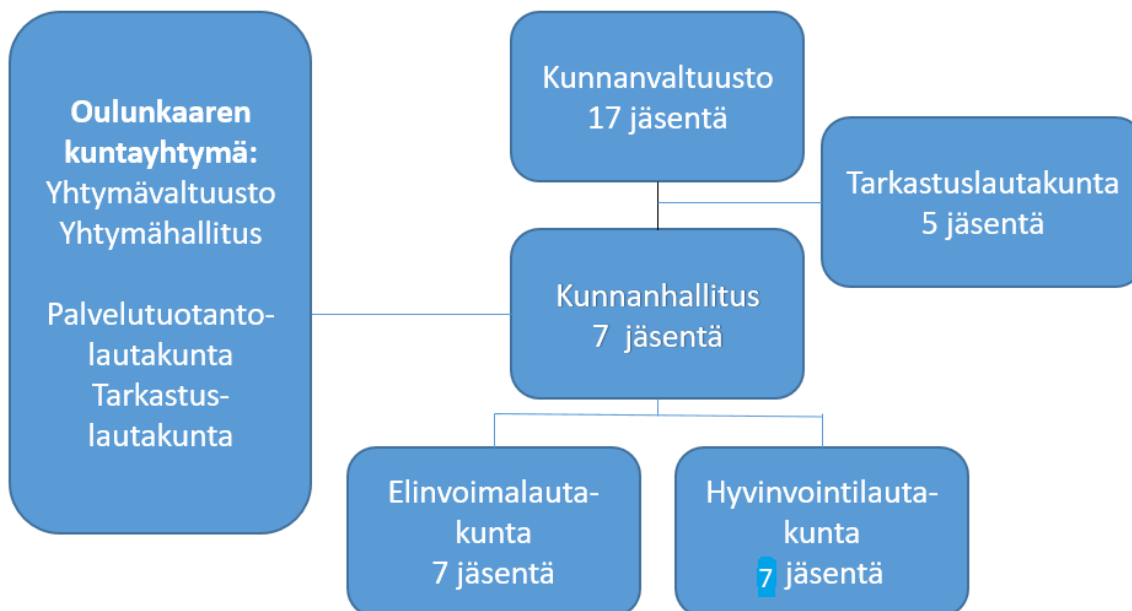 Oulunkaaren
kuntayhtymä:
Yhtymävaltuusto
Yhtymähallitus
Palvelutuotanto-
lautakunta
Tarkastus-
lautakunta
Kunnanvaltuusto
17 jäsentä
Tarkastuslautakunta
5 jäsentä
Kunnanhallitus
7 jäsentä
Elinvoimalauta-
kunta
7 jäsentä
Hyvinvointilauta-
kunta
7 jäsentä